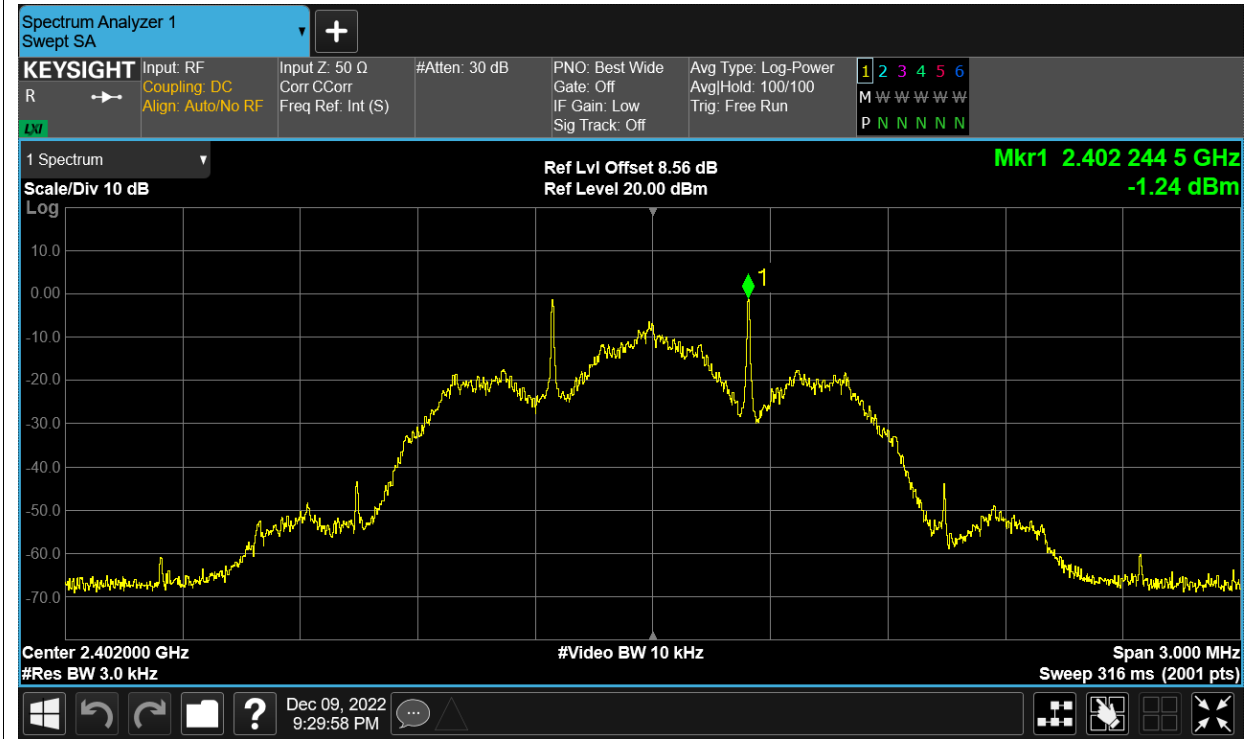 Spectrum Analyzer 1
Swept SA
KEYSIGHT
R
LXI
Input: RF
Coupling: DC
Align: Auto/No RF
Input Z: 50 Ω
Corr CCorr
Freq Ref: Int (S)
#Atten: 30 dB
PNO: Best Wide
Gate: Off
IF Gain: Low
Sig Track: Off
Avg Type: Log-Power
Avg|Hold: 100/100
Trig: Free Run
1 2 3 4 5 6
M W W W W W
P N N N N N
1 Spectrum
Scale/Div 10 dB
Log
Ref Lvl Offset 8.56 dB
Ref Level 20.00 dBm
Mkr1 2.402 244 5 GHz
-1.24 dBm
10.0
0.00
-10.0
-20.0
-30.0
-40.0
-50.0
-60.0
-70.0
1
Center 2.402000 GHz
#Res BW 3.0 kHz
#Video BW 10 kHz
Span 3.000 MHz
Sweep 316 ms (2001 pts)
?
Dec 09, 2022
9:29:58 PM